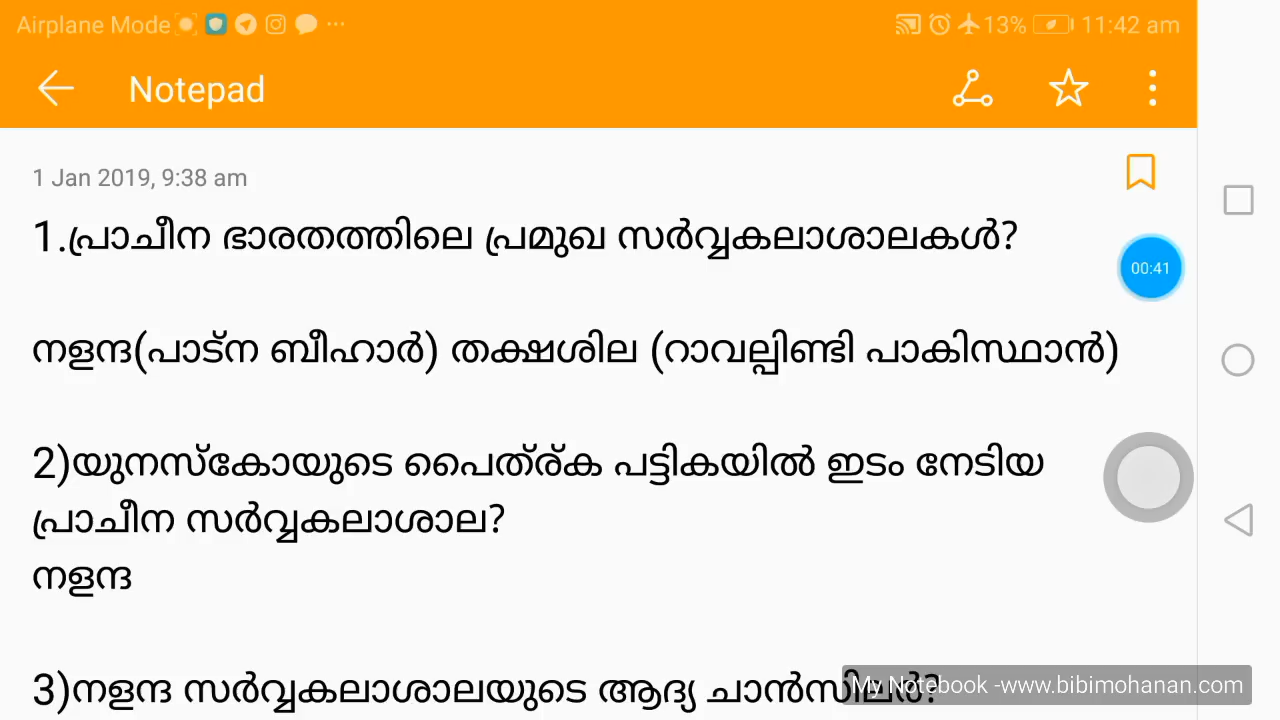 Airplane Mode ... 13% 11:42 am
Notepad
1 Jan 2019, 9:38 am
1.പ്രാചീന ഭാരതത്തിലെ പ്രമുഖ സർവ്വകലാശാലകൾ?
00:41
നളന്ദ(പാട്ന ബീഹാർ) തക്ഷശില (റാവല്പിണ്ടി പാകിസ്ഥാൻ)
2)യുനസ്കോയുടെ പൈത്ര്ക പട്ടികയിൽ ഇടം നേടിയ
പ്രാചീന സർവ്വകലാശാല?
നളന്ദ
3)നളന്ദ സർവ്വകലാശാലയുടെ ആദ്യ
My Notebook -www.bibimohanan.com